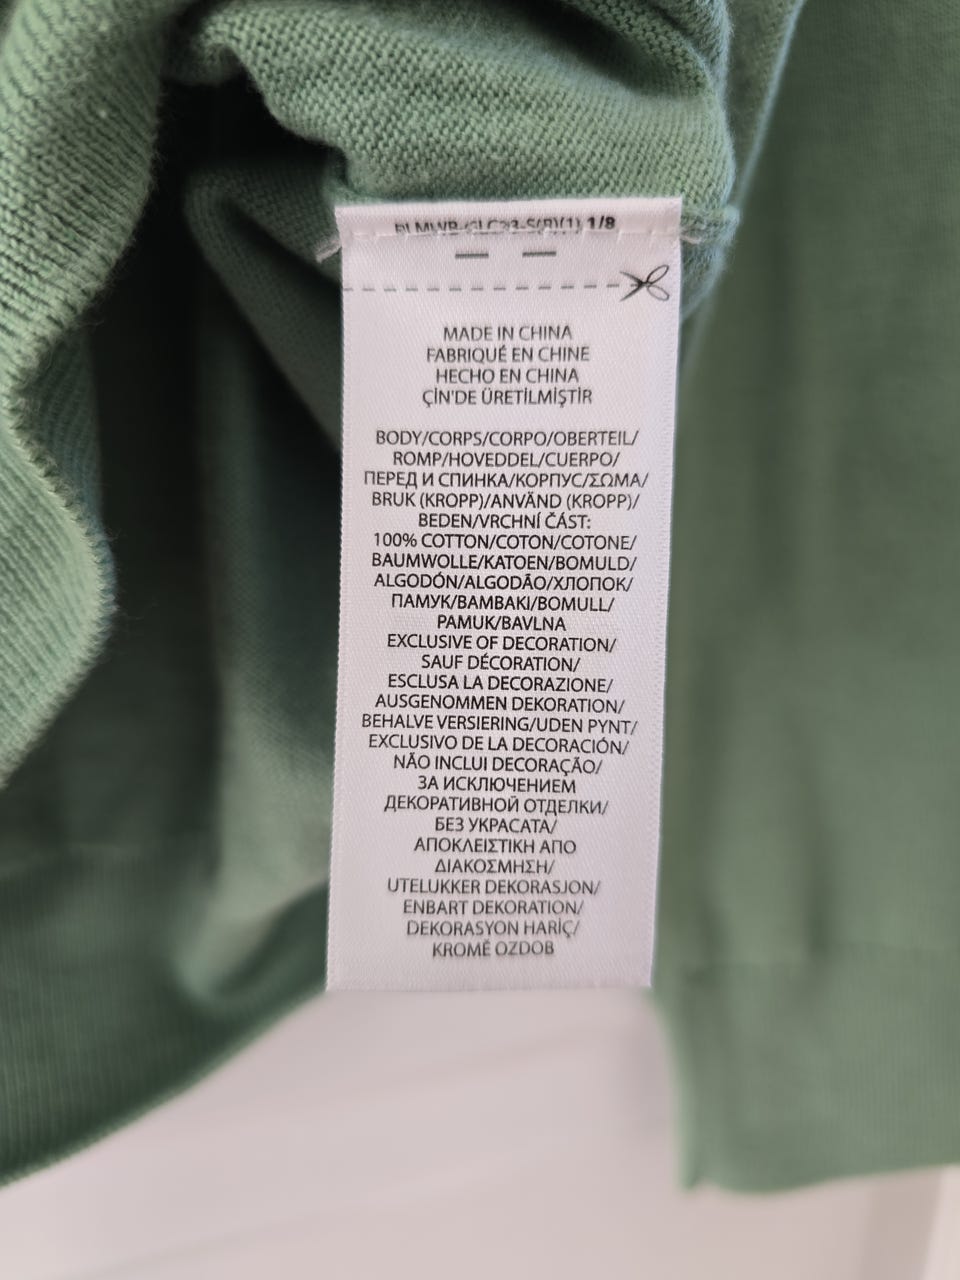 1/8
MADE IN CHINA
FABRIQUÉ EN CHINE
HECHO EN CHINA
ÇİN'DE ÜRETİLMİŞTİR
BODY/CORPS/CORPO/OBERTEIL/
ROMP/HOVEDDEL/CUERPO/
ПЕРЕД И СПИНКА/КОРПУС/ΣΩΜΑ/
BRUK (KROPP)/ANVÄND (KROPP)/
BEDEN/VRCHNÍ ČÁST:
100% COTTON/COTON/COTONE/
BAUMWOLLE/KATOEN/BOMULD/
ALGODÓN/ALGODÃO/ХЛОПОК/
ПАМУК/ΒΑΜΒΑΚΙ/BOMULL/
PAMUK/BAVLNA
EXCLUSIVE OF DECORATION/
SAUF DÉCORATION/
ESCLUSA LA DECORAZIONE/
AUSGENOMMEN DEKORATION/
BEHALVE VERSIERING/UDEN PYNT/
EXCLUSIVO DE LA DECORACIÓN/
NÃO INCLUI DECORAÇÃO/
ЗА ИСКЛЮЧЕНИЕМ
ДЕКОРАТИВНОЙ ОТДЕЛКИ/
БЕЗ УКРАСАТА/
ΑΠΟΚΛΕΙΣΤΙΚΗ ΑΠΟ
ΔΙΑΚΟΣΜΗΣΗ/
UTELUKKER DEKORASJON/
ENBART DEKORATION/
DEKORASYON HARİÇ/
KROMĚ OZDOB